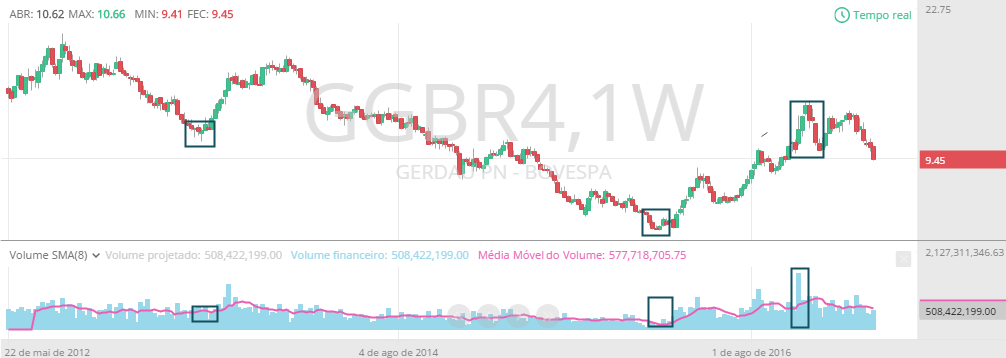 ABR: 10.62 MAX: 10.66 MIN: 9.41 FEC: 9.45
Tempo real
22.75
GGBR4,1W
GERDAU PN - BOVESPA
9.45
Volume SMA(8) Volume projetado: 508,422,199.00 Volume financeiro: 508,422,199.00 Média Móvel do Volume: 577,718,705.75
2,127,311,346.63
508,422,199.00
22 de mai de 2012 4 de ago de 2014 1 de ago de 2016